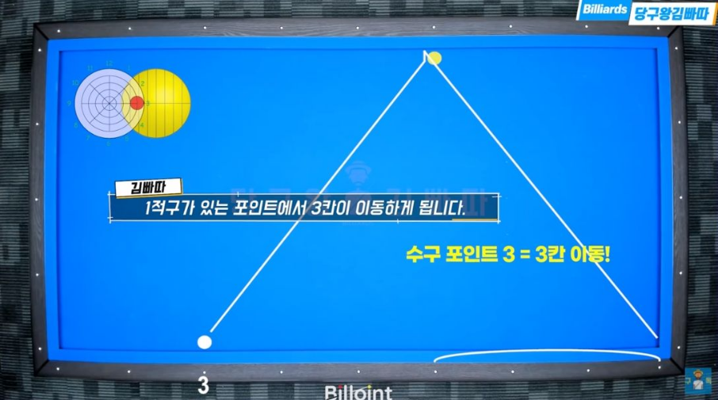 Billiards
당구왕김빠따
김빠따
1적구가 있는 포인트에서 3칸이 이동하게 됩니다.
수구 포인트 3 = 3칸 이동!
3
Billoint